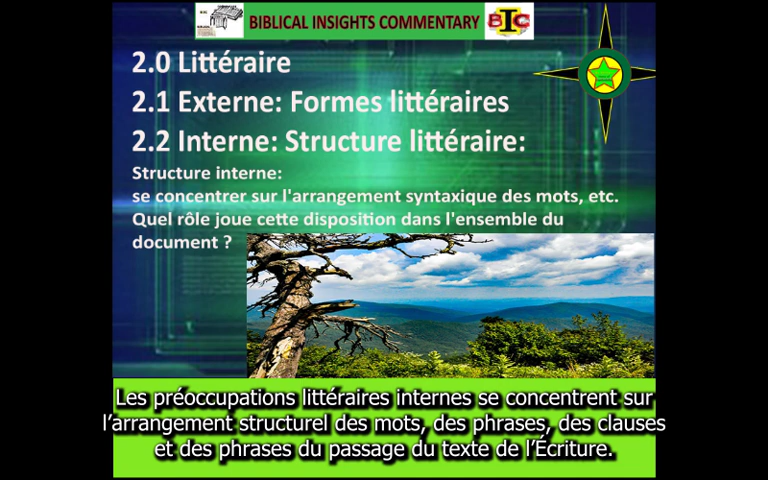 BIBLICAL INSIGHTS COMMENTARY
BIC
2.0 Littéraire
2.1 Externe: Formes littéraires
2.2 Interne: Structure littéraire:
Structure interne:
se concentrer sur l'arrangement syntaxique des mots, etc.
Quel rôle joue cette disposition dans l'ensemble du
document ?
Les préoccupations littéraires internes se concentrent sur
l’arrangement structurel des mots, des phrases, des clauses
et des phrases du passage du texte de l’Écriture.